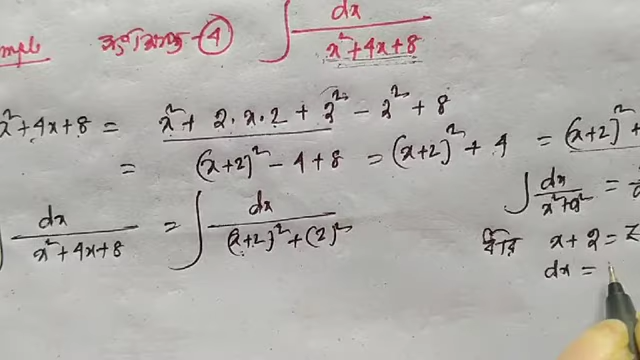 উদাহরণ-4 ∫ dx / x²+4x+8
x²+4x+8 = x² + 2·x·2 + 2² - 2² + 8
= (x+2)² - 4+8 = (x+2)² + 4 = (x+2)² +
∫ dx / x²+a² =
dx / x²+4x+8 = ∫ dx / (x+2)² + (2)²
ধরি x + 2 = z
dx =